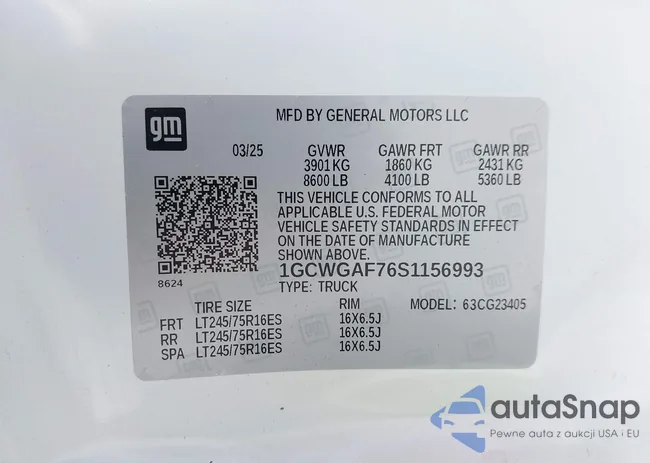 gm
MFD BY GENERAL MOTORS LLC
03/25 GVWR GAWR FRT GAWR RR
3901 KG 1860 KG 2431 KG
8600 LB 4100 LB 5360 LB
THIS VEHICLE CONFORMS TO ALL
APPLICABLE U.S. FEDERAL MOTOR
VEHICLE SAFETY STANDARDS IN EFFECT
ON THE DATE OF MANUFACTURE
SHOWN ABOVE.
1GCWGAF76S1156993
8624
TYPE: TRUCK
TIRE SIZE RIM MODEL: 63CG23405
FRT LT245/75R16ES 16X6.5J
RR LT245/75R16ES 16X6.5J
SPA LT245/75R16ES 16X6.5J
autaSnap
Pewne auta z aukcji USA i EU